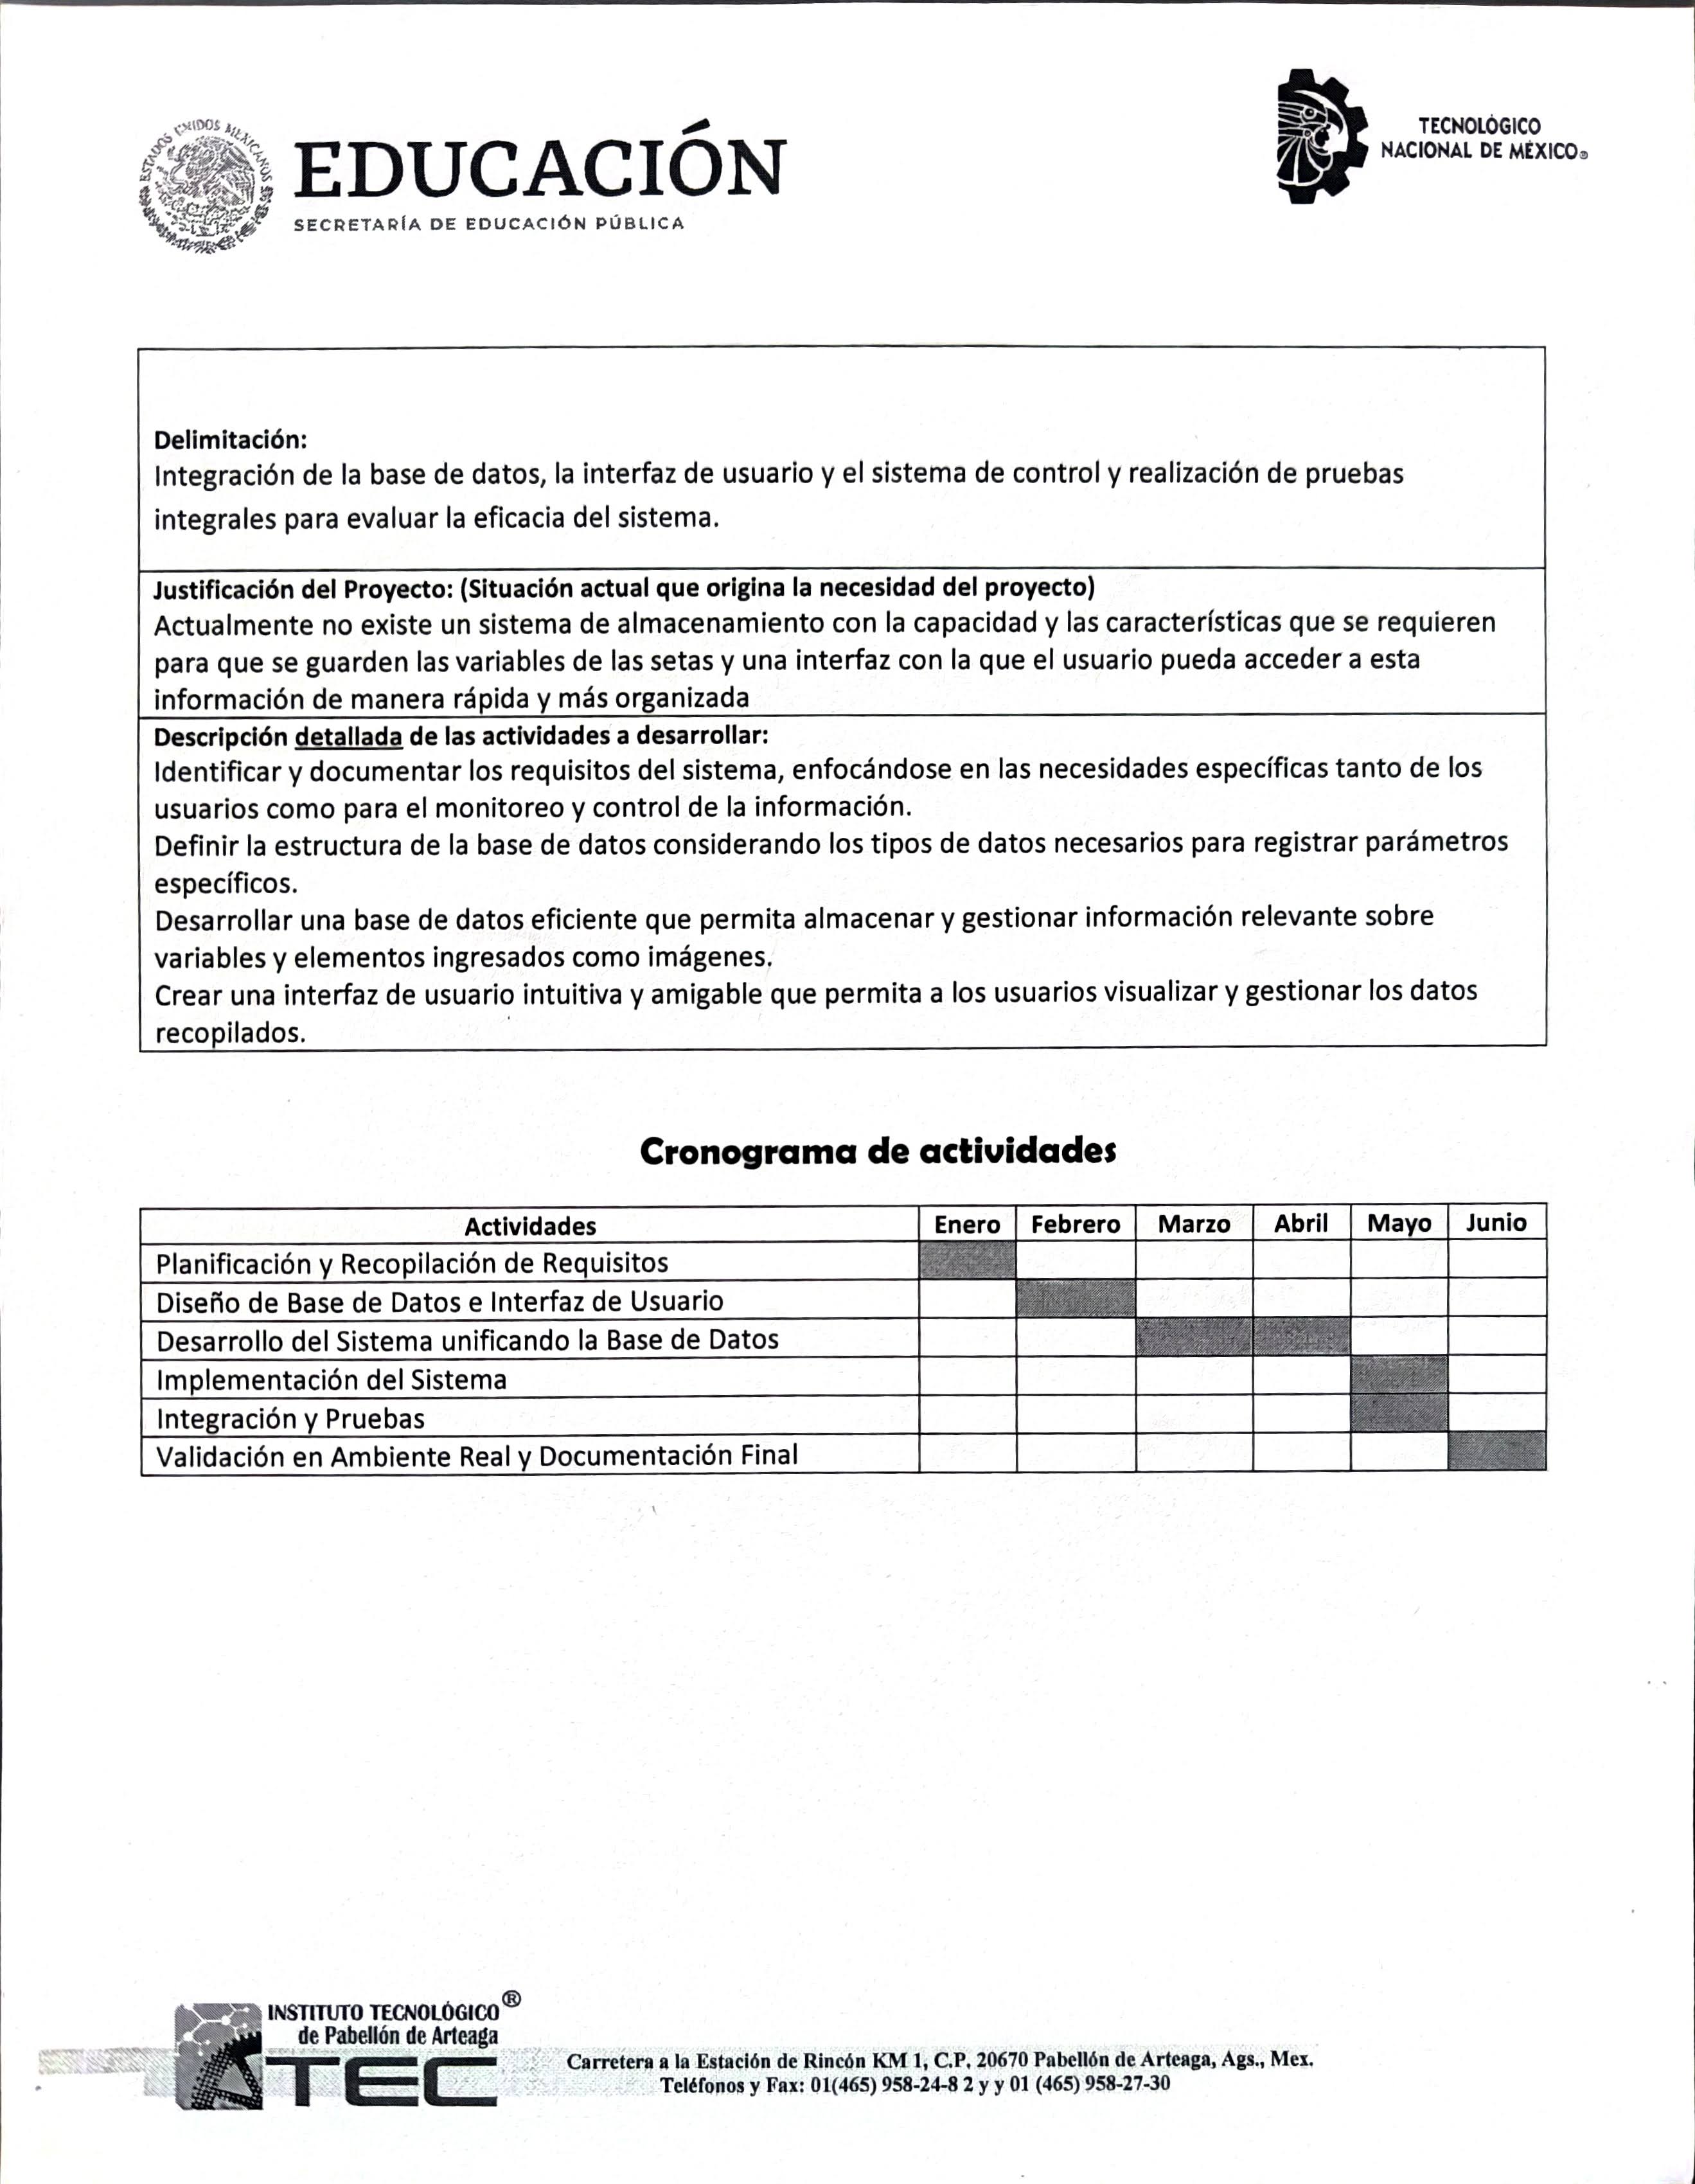 ESTADOS UNIDOS MEXICANOS
EDUCACIÓN
SECRETARÍA DE EDUCACIÓN PÚBLICA
TECNOLÓGICO
NACIONAL DE MÉXICO®
Delimitación:
Integración de la base de datos, la interfaz de usuario y el sistema de control y realización de pruebas
integrales para evaluar la eficacia del sistema.
Justificación del Proyecto: (Situación actual que origina la necesidad del proyecto)
Actualmente no existe un sistema de almacenamiento con la capacidad y las características que se requieren
para que se guarden las variables de las setas y una interfaz con la que el usuario pueda acceder a esta
información de manera rápida y más organizada
Descripción detallada de las actividades a desarrollar:
Identificar y documentar los requisitos del sistema, enfocándose en las necesidades específicas tanto de los
usuarios como para el monitoreo y control de la información.
Definir la estructura de la base de datos considerando los tipos de datos necesarios para registrar parámetros
específicos.
Desarrollar una base de datos eficiente que permita almacenar y gestionar información relevante sobre
variables y elementos ingresados como imágenes.
Crear una interfaz de usuario intuitiva y amigable que permita a los usuarios visualizar y gestionar los datos
recopilados.
Cronograma de actividades
Actividades Enero Febrero Marzo Abril Mayo Junio
Planificación y Recopilación de Requisitos
Diseño de Base de Datos e Interfaz de Usuario
Desarrollo del Sistema unificando la Base de Datos
Implementación del Sistema
Integración y Pruebas
Validación en Ambiente Real y Documentación Final
INSTITUTO TECNOLÓGICO®
de Pabellón de Arteaga
TEC
Carretera a la Estación de Rincón KM 1, C.P. 20670 Pabellón de Arteaga, Ags., Mex.
Teléfonos y Fax: 01(465) 958-24-8 2 y y 01 (465) 958-27-30